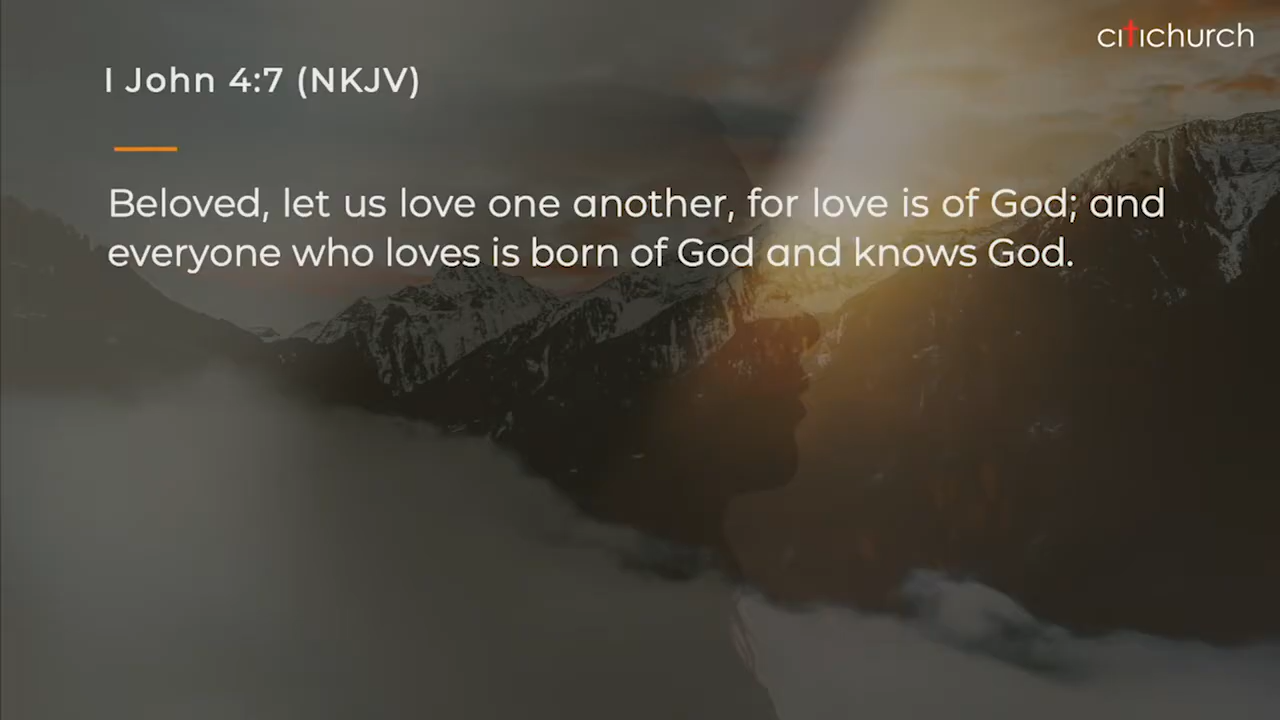 citichurch
I John 4:7 (NKJV)
Beloved, let us love one another, for love is of God; and
everyone who loves is born of God and knows God.